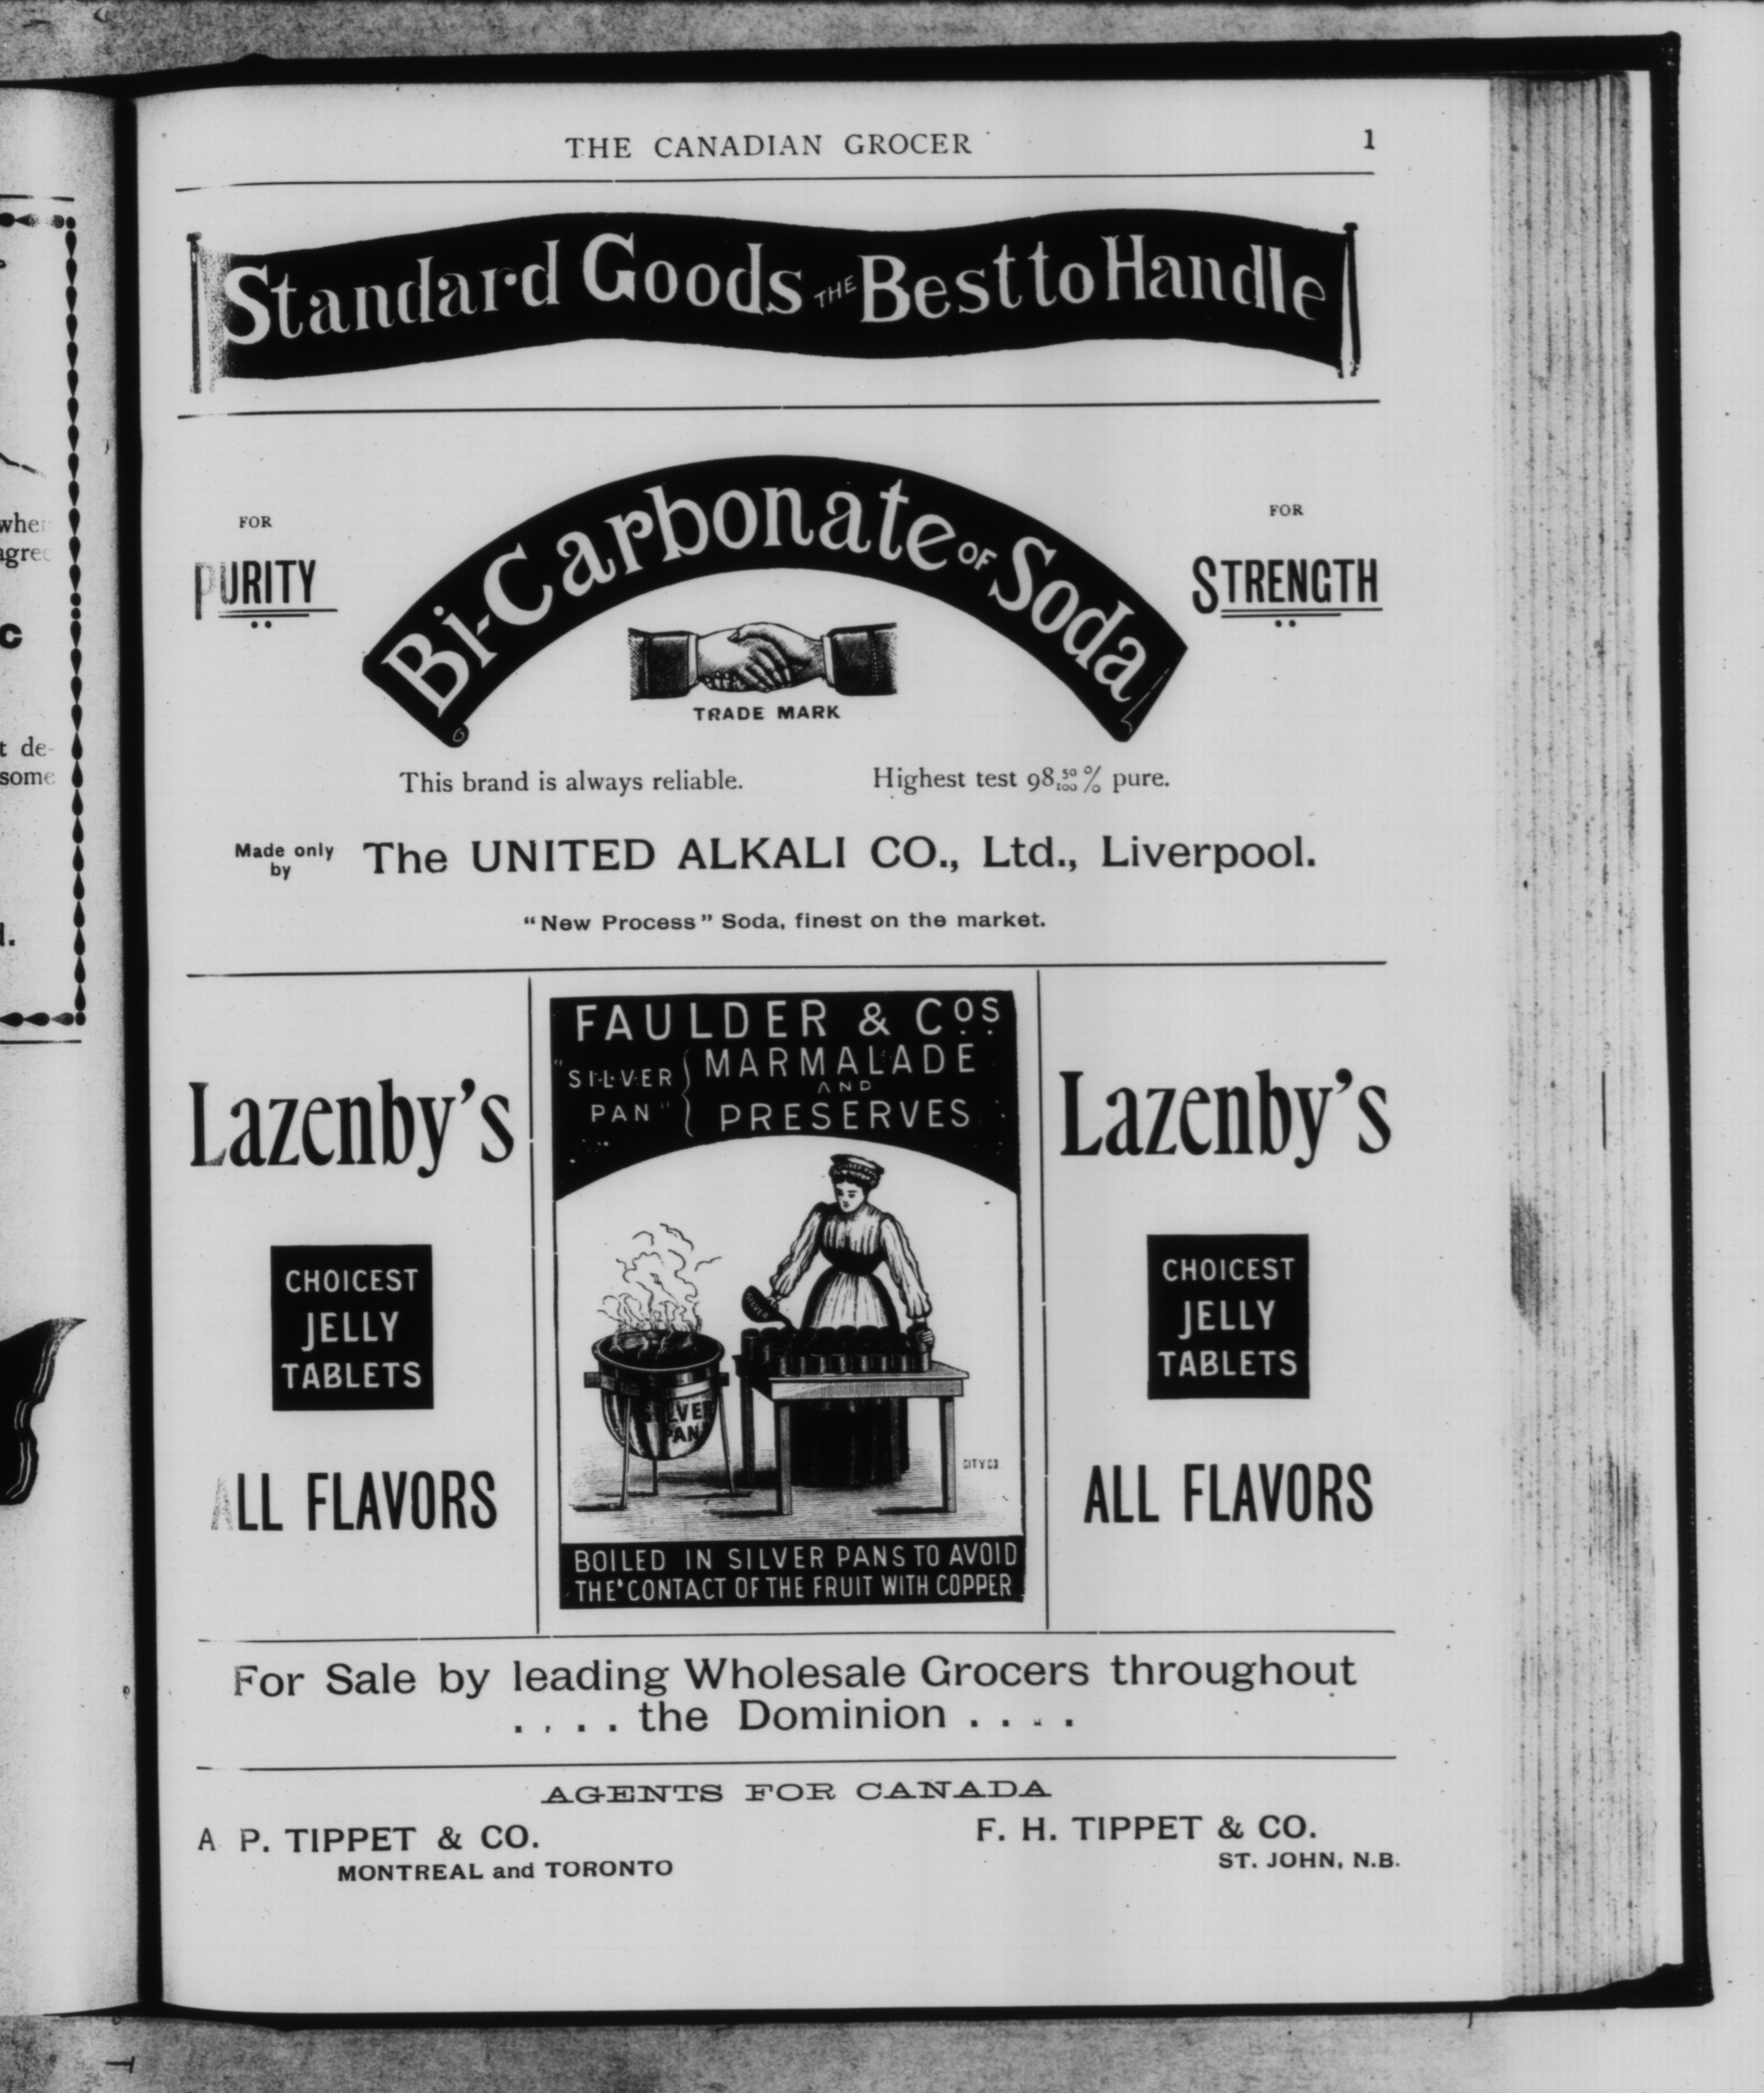 THE CANADIAN GROCER 1
Standard Goods THE Best to Handle
FOR
PURITY
Bi-Carbonate OF Soda
FOR
STRENGTH
TRADE MARK
This brand is always reliable. Highest test 98 50/100 % pure.
Made only by The UNITED ALKALI CO., Ltd., Liverpool.
"New Process" Soda, finest on the market.
Lazenby's
CHOICEST
JELLY
TABLETS
ALL FLAVORS
FAULDER & COS.
"SILVER PAN" { MARMALADE
AND
PRESERVES
SILVER
SILVER
PAN
CITY CO
BOILED IN SILVER PANS TO AVOID
THE CONTACT OF THE FRUIT WITH COPPER
Lazenby's
CHOICEST
JELLY
TABLETS
ALL FLAVORS
For Sale by leading Wholesale Grocers throughout
. . . . the Dominion . . . .
AGENTS FOR CANADA
A. P. TIPPET & CO.
MONTREAL and TORONTO
F. H. TIPPET & CO.
ST. JOHN, N.B.